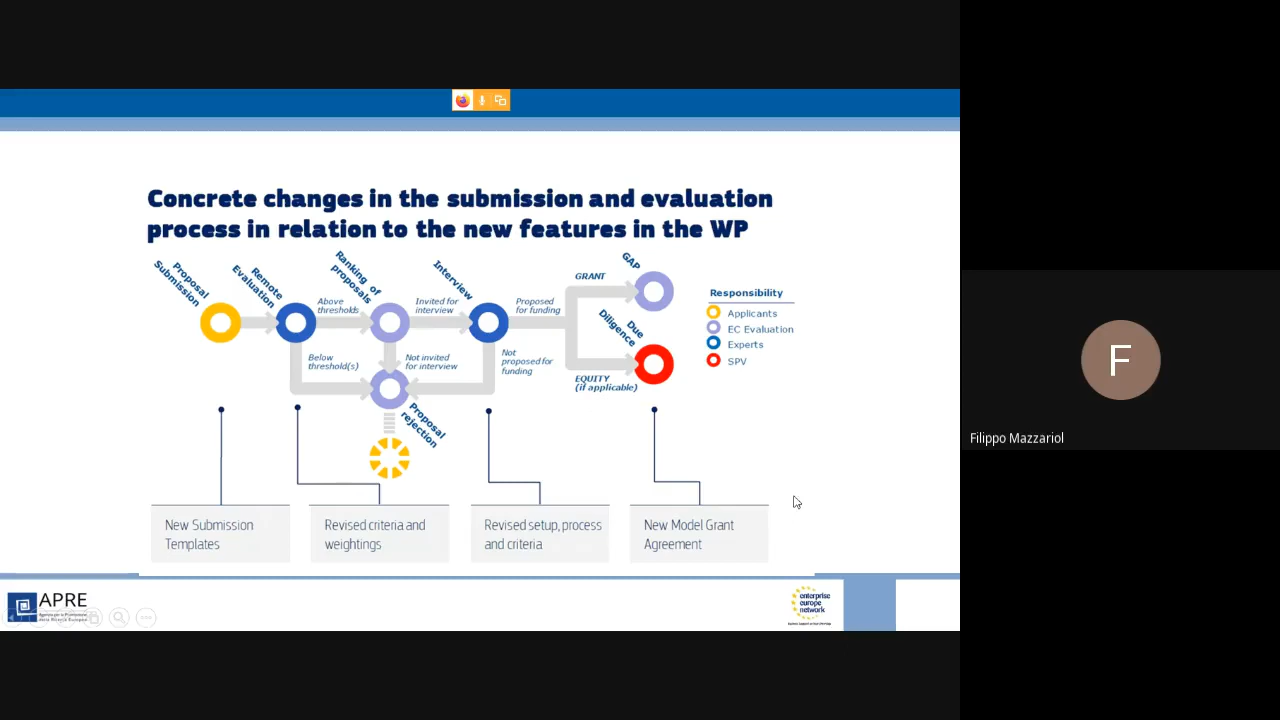 Concrete changes in the submission and evaluation
process in relation to the new features in the WP
Proposal
Submission
Remote
Evaluation
Above
thresholds
Ranking of
proposals
Invited for
interview
Interview
Proposed
for funding
GRANT
GAP
Due
Diligence
EQUITY
(if applicable)
Below
threshold(s)
Not invited
for interview
Not
proposed for
funding
Proposal
rejection
Responsibility
Applicants
EC Evaluation
Experts
SPV
New Submission
Templates
Revised criteria and
weightings
Revised setup, process
and criteria
New Model Grant
Agreement
APRE
enterprise
europe
network
F
Filippo Mazzariol